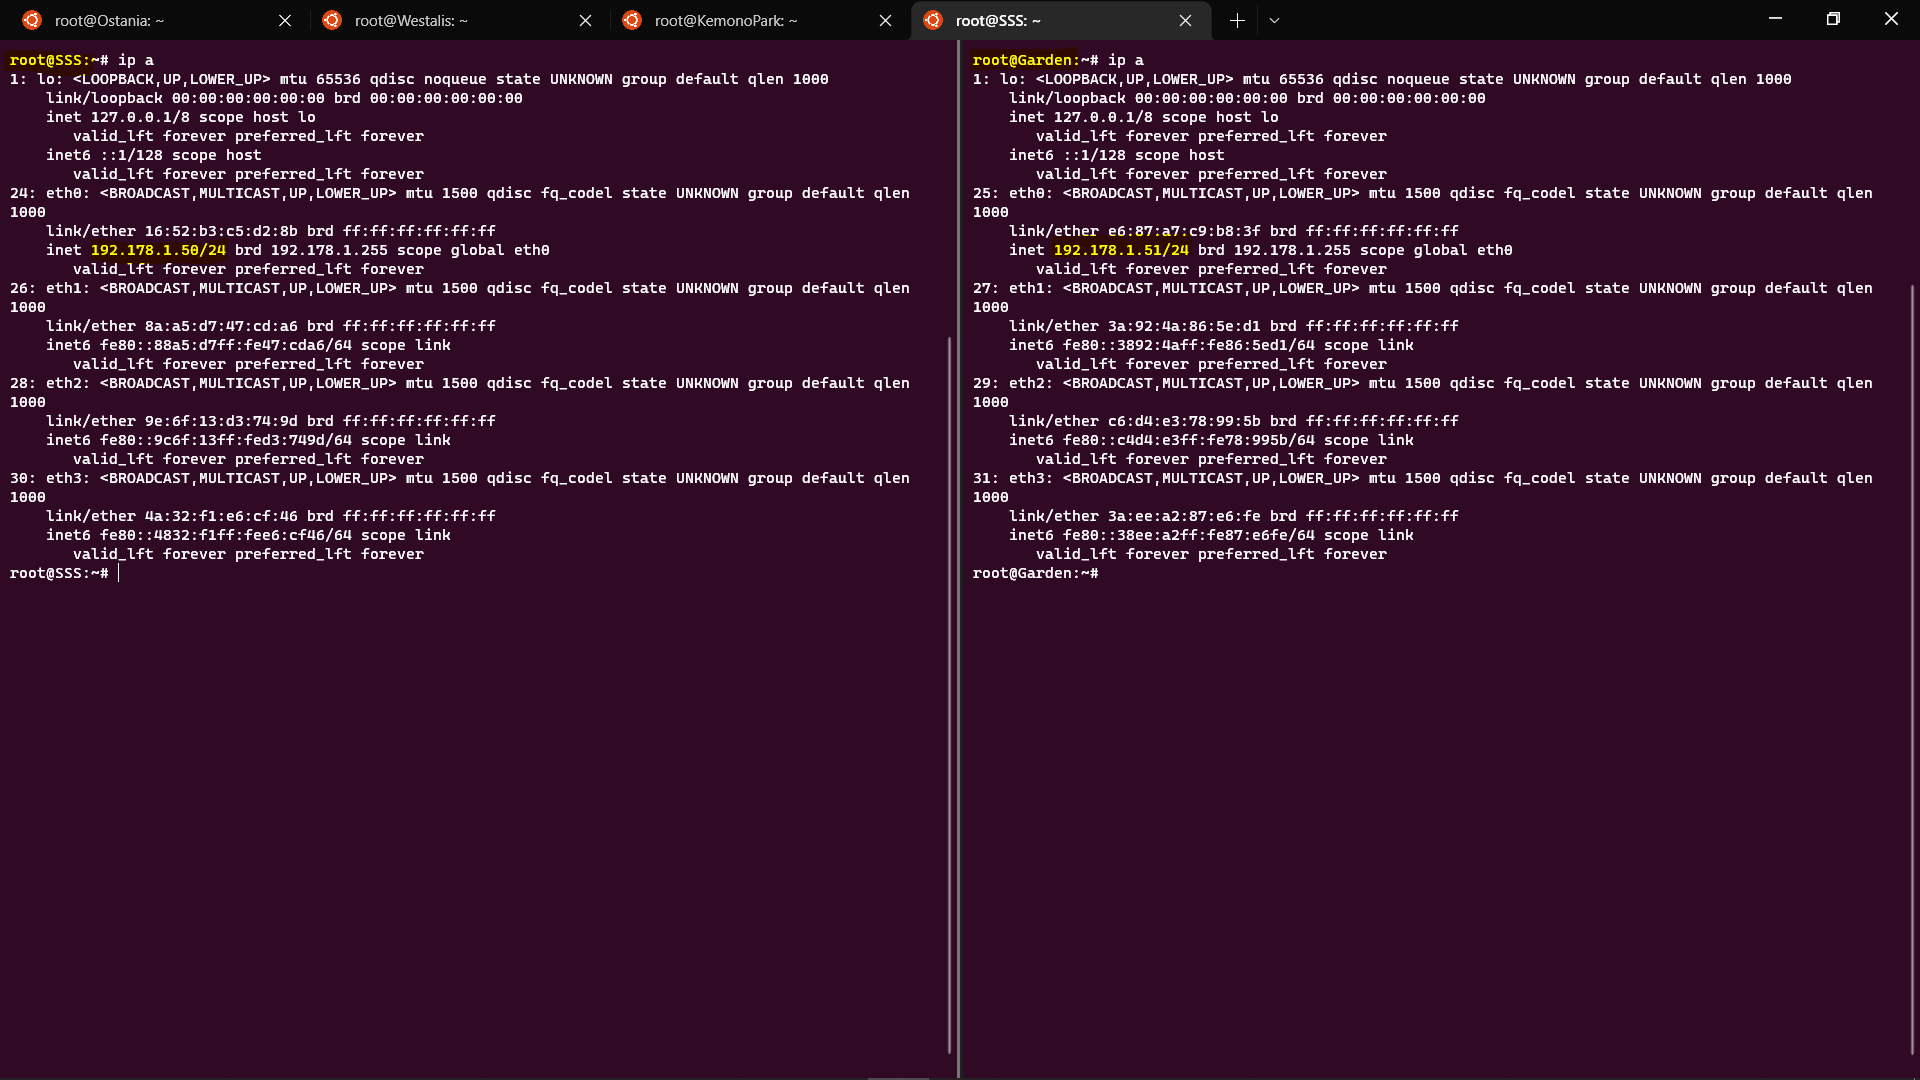 root@Ostania: ~
root@Westalis: ~
root@KemonoPark: ~
root@SSS: ~
root@SSS:~# ip a
1: lo: <LOOPBACK,UP,LOWER_UP> mtu 65536 qdisc noqueue state UNKNOWN group default qlen 1000
    link/loopback 00:00:00:00:00:00 brd 00:00:00:00:00:00
    inet 127.0.0.1/8 scope host lo
       valid_lft forever preferred_lft forever
    inet6 ::1/128 scope host
       valid_lft forever preferred_lft forever
24: eth0: <BROADCAST,MULTICAST,UP,LOWER_UP> mtu 1500 qdisc fq_codel state UNKNOWN group default qlen
1000
    link/ether 16:52:b3:c5:d2:8b brd ff:ff:ff:ff:ff:ff
    inet 192.178.1.50/24 brd 192.178.1.255 scope global eth0
       valid_lft forever preferred_lft forever
26: eth1: <BROADCAST,MULTICAST,UP,LOWER_UP> mtu 1500 qdisc fq_codel state UNKNOWN group default qlen
1000
    link/ether 8a:a5:d7:47:cd:a6 brd ff:ff:ff:ff:ff:ff
    inet6 fe80::88a5:d7ff:fe47:cda6/64 scope link
       valid_lft forever preferred_lft forever
28: eth2: <BROADCAST,MULTICAST,UP,LOWER_UP> mtu 1500 qdisc fq_codel state UNKNOWN group default qlen
1000
    link/ether 9e:6f:13:d3:74:9d brd ff:ff:ff:ff:ff:ff
    inet6 fe80::9c6f:13ff:fed3:749d/64 scope link
       valid_lft forever preferred_lft forever
30: eth3: <BROADCAST,MULTICAST,UP,LOWER_UP> mtu 1500 qdisc fq_codel state UNKNOWN group default qlen
1000
    link/ether 4a:32:f1:e6:cf:46 brd ff:ff:ff:ff:ff:ff
    inet6 fe80::4832:f1ff:fee6:cf46/64 scope link
       valid_lft forever preferred_lft forever
root@SSS:~#
root@Garden:~# ip a
1: lo: <LOOPBACK,UP,LOWER_UP> mtu 65536 qdisc noqueue state UNKNOWN group default qlen 1000
    link/loopback 00:00:00:00:00:00 brd 00:00:00:00:00:00
    inet 127.0.0.1/8 scope host lo
       valid_lft forever preferred_lft forever
    inet6 ::1/128 scope host
       valid_lft forever preferred_lft forever
25: eth0: <BROADCAST,MULTICAST,UP,LOWER_UP> mtu 1500 qdisc fq_codel state UNKNOWN group default qlen
1000
    link/ether e6:87:a7:c9:b8:3f brd ff:ff:ff:ff:ff:ff
    inet 192.178.1.51/24 brd 192.178.1.255 scope global eth0
       valid_lft forever preferred_lft forever
27: eth1: <BROADCAST,MULTICAST,UP,LOWER_UP> mtu 1500 qdisc fq_codel state UNKNOWN group default qlen
1000
    link/ether 3a:92:4a:86:5e:d1 brd ff:ff:ff:ff:ff:ff
    inet6 fe80::3892:4aff:fe86:5ed1/64 scope link
       valid_lft forever preferred_lft forever
29: eth2: <BROADCAST,MULTICAST,UP,LOWER_UP> mtu 1500 qdisc fq_codel state UNKNOWN group default qlen
1000
    link/ether c6:d4:e3:78:99:5b brd ff:ff:ff:ff:ff:ff
    inet6 fe80::c4d4:e3ff:fe78:995b/64 scope link
       valid_lft forever preferred_lft forever
31: eth3: <BROADCAST,MULTICAST,UP,LOWER_UP> mtu 1500 qdisc fq_codel state UNKNOWN group default qlen
1000
    link/ether 3a:ee:a2:87:e6:fe brd ff:ff:ff:ff:ff:ff
    inet6 fe80::38ee:a2ff:fe87:e6fe/64 scope link
       valid_lft forever preferred_lft forever
root@Garden:~#